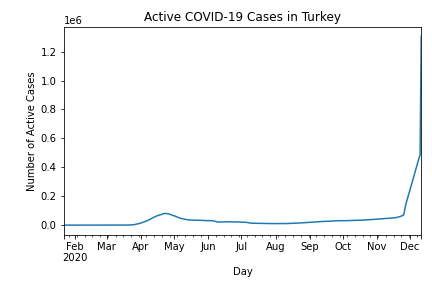 Active COVID-19 Cases in Turkey
1e6
Number of Active Cases
1.2
1.0
0.8
0.6
0.4
0.2
0.0
Feb Mar Apr May Jun Jul Aug Sep Oct Nov Dec
2020
Day